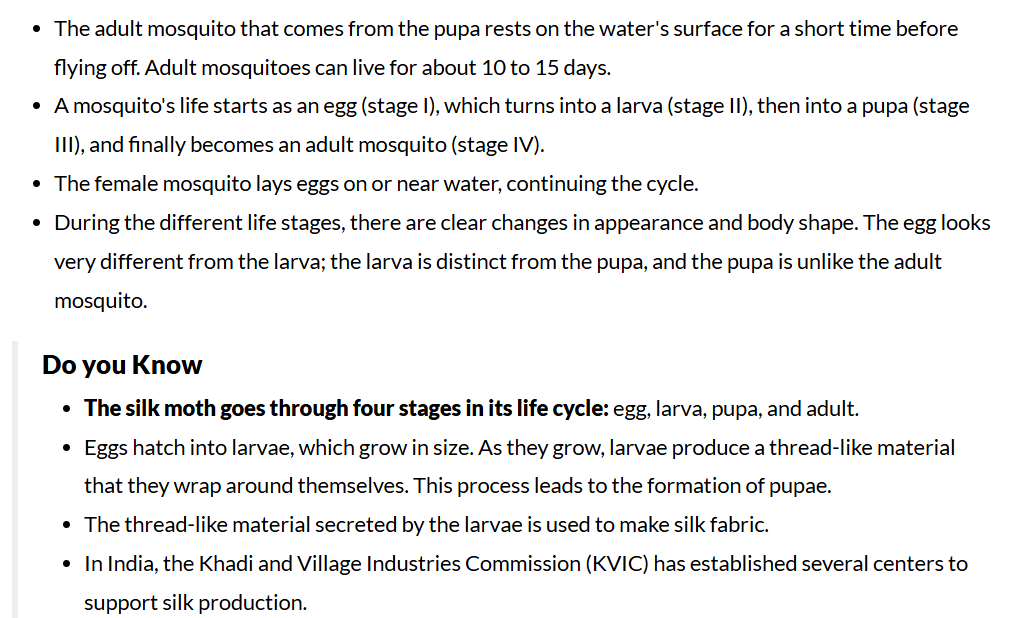 • The adult mosquito that comes from the pupa rests on the water's surface for a short time before
flying off. Adult mosquitoes can live for about 10 to 15 days.
• A mosquito's life starts as an egg (stage I), which turns into a larva (stage II), then into a pupa (stage
III), and finally becomes an adult mosquito (stage IV).
• The female mosquito lays eggs on or near water, continuing the cycle.
• During the different life stages, there are clear changes in appearance and body shape. The egg looks
very different from the larva; the larva is distinct from the pupa, and the pupa is unlike the adult
mosquito.
Do you Know
• The silk moth goes through four stages in its life cycle: egg, larva, pupa, and adult.
• Eggs hatch into larvae, which grow in size. As they grow, larvae produce a thread-like material
that they wrap around themselves. This process leads to the formation of pupae.
• The thread-like material secreted by the larvae is used to make silk fabric.
• In India, the Khadi and Village Industries Commission (KVIC) has established several centers to
support silk production.